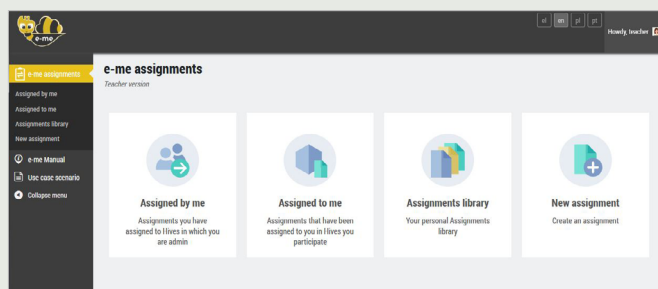 e-me
el en pl pt
Howdy, teacher
e-me assignments
Assigned by me
Assigned to me
Assignments library
New assignment
e-me Manual
Use case scenario
Collapse menu
e-me assignments
Teacher version
Assigned by me
Assignments you have
assigned to Hives in which you
are admin
Assigned to me
Assignments that have been
assigned to you in Hives you
participate
Assignments library
Your personal Assignments
library
New assignment
Create an assignment